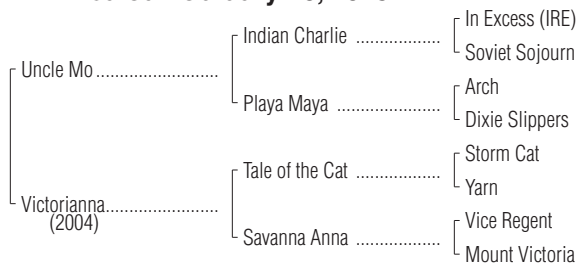 In Excess (IRE)
Indian Charlie ....................
Soviet Sojourn
Uncle Mo .............................
Arch
Playa Maya ........................
Dixie Slippers
Storm Cat
Tale of the Cat ...................
Yarn
Victorianna...........................
(2004)
Vice Regent
Savanna Anna ....................
Mount Victoria